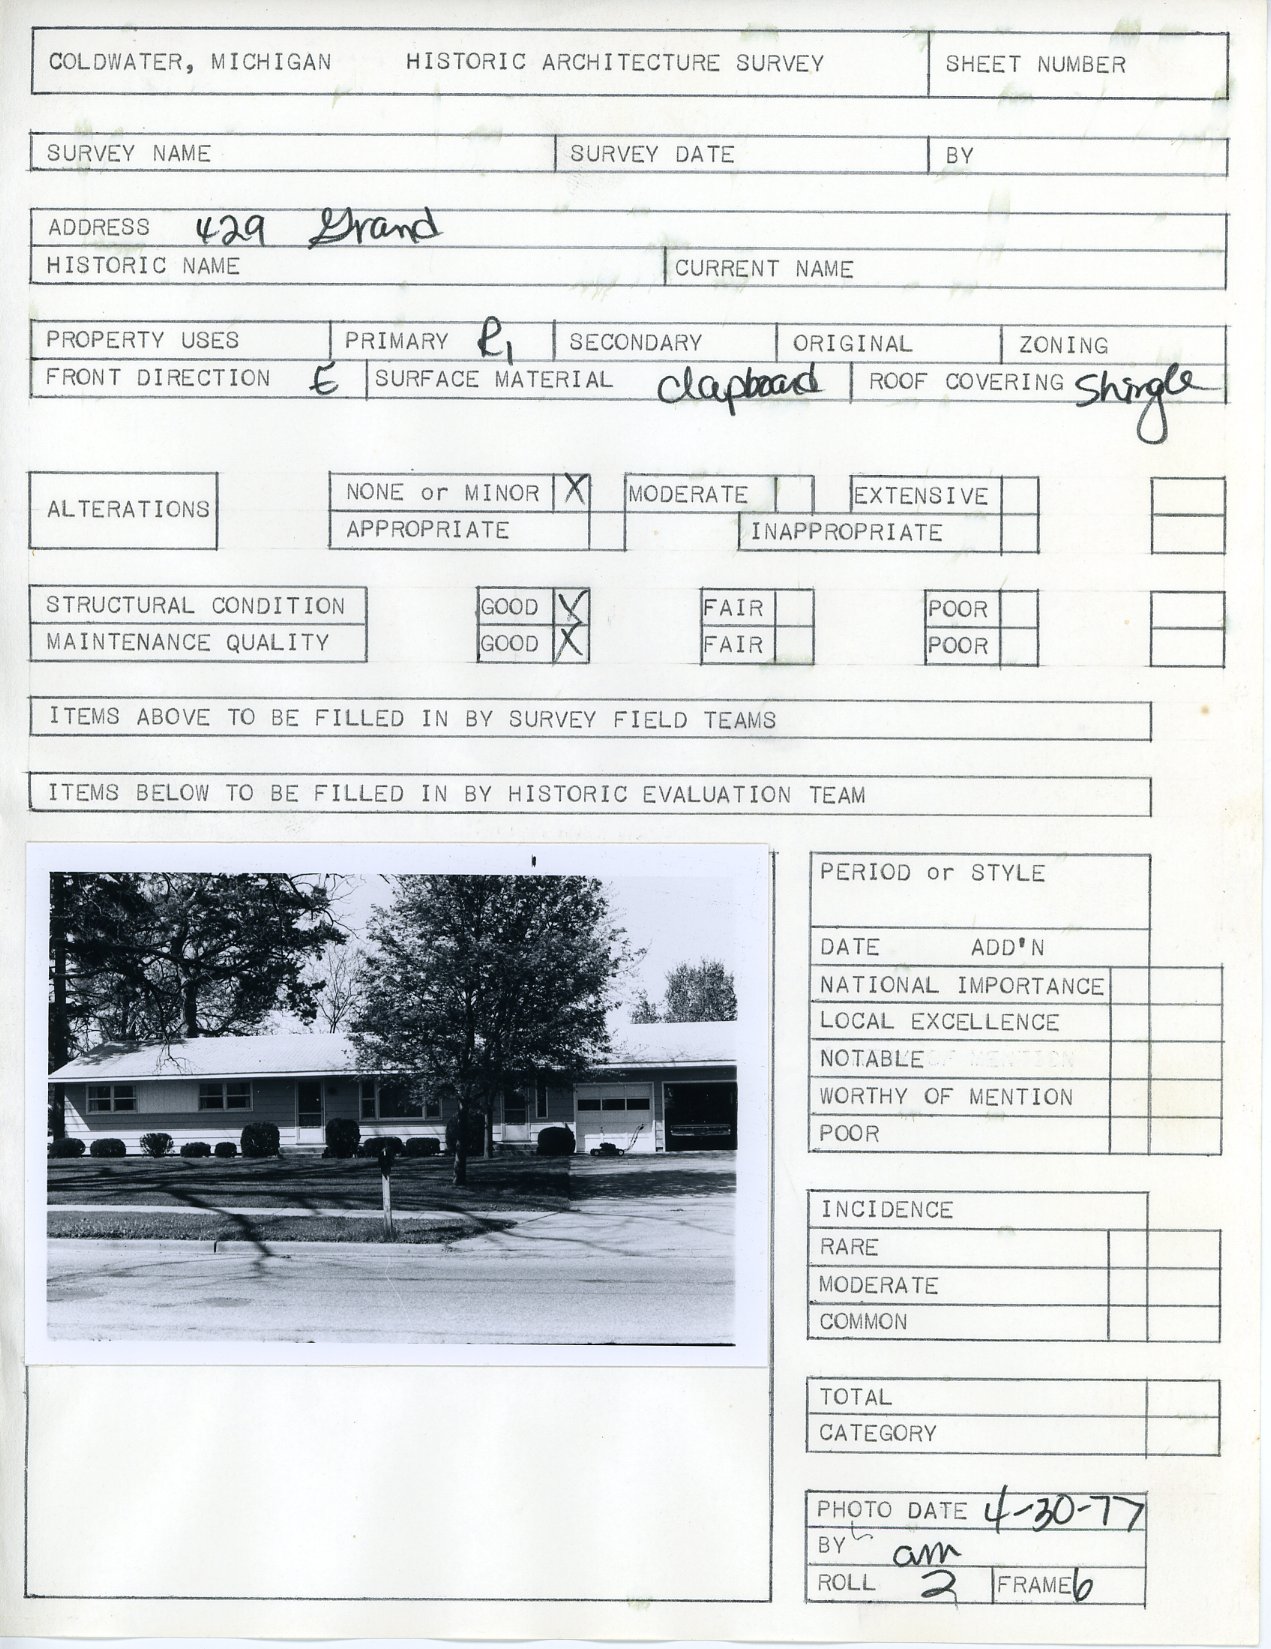 COLDWATER, MICHIGAN HISTORIC ARCHITECTURE SURVEY SHEET NUMBER
SURVEY NAME SURVEY DATE BY
ADDRESS 429 Grand
HISTORIC NAME CURRENT NAME
PROPERTY USES PRIMARY R1 SECONDARY ORIGINAL ZONING
FRONT DIRECTION E SURFACE MATERIAL clapboard ROOF COVERING Shingle
ALTERATIONS NONE or MINOR X MODERATE EXTENSIVE
APPROPRIATE INAPPROPRIATE
STRUCTURAL CONDITION GOOD X FAIR POOR
MAINTENANCE QUALITY GOOD X FAIR POOR
ITEMS ABOVE TO BE FILLED IN BY SURVEY FIELD TEAMS
ITEMS BELOW TO BE FILLED IN BY HISTORIC EVALUATION TEAM
PERIOD or STYLE
DATE ADD'N
NATIONAL IMPORTANCE
LOCAL EXCELLENCE
NOTABLE
WORTHY OF MENTION
POOR
INCIDENCE
RARE
MODERATE
COMMON
TOTAL
CATEGORY
PHOTO DATE 4-30-77
BY am
ROLL 2 FRAME 6